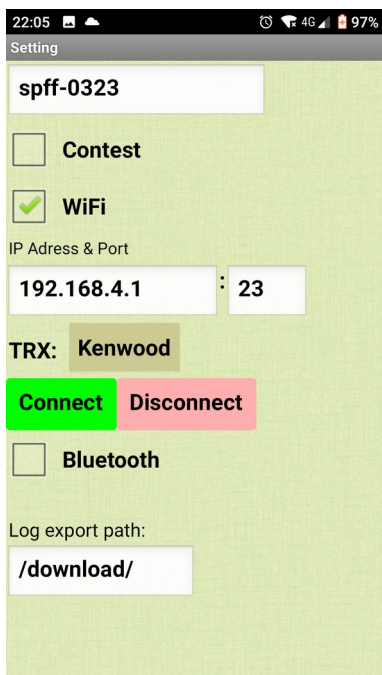 22:05 4G 97%
Setting
spff-0323
Contest
WiFi
IP Adress & Port
192.168.4.1 : 23
TRX: Kenwood
Connect Disconnect
Bluetooth
Log export path:
/download/